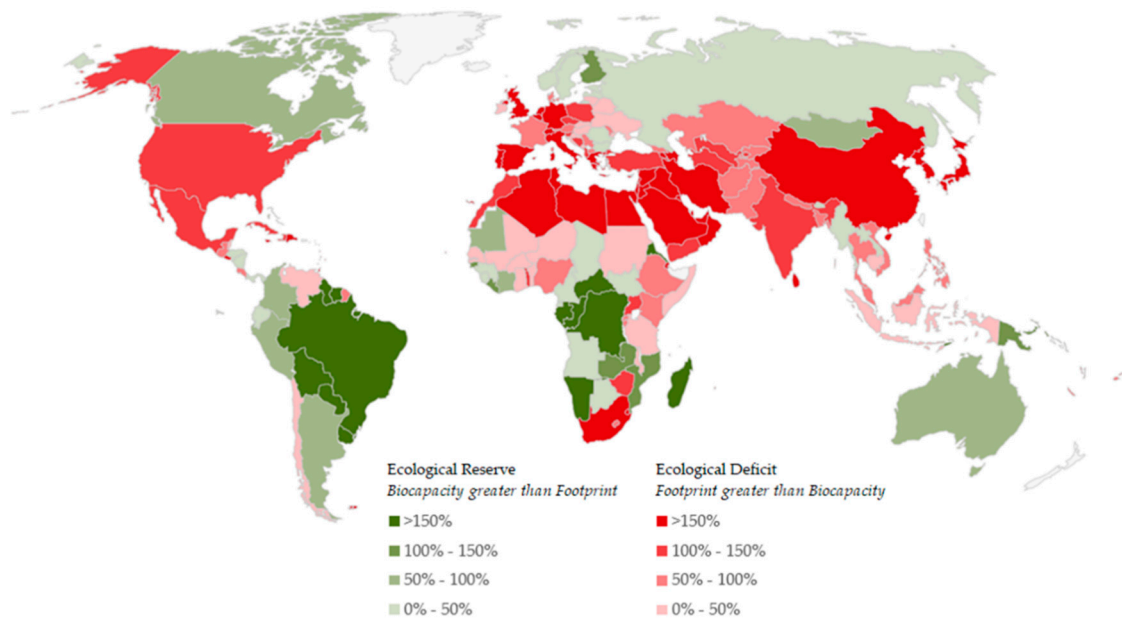 Ecological Reserve
Biocapacity greater than Footprint
>150%
100% - 150%
50% - 100%
0% - 50%
Ecological Deficit
Footprint greater than Biocapacity
>150%
100% - 150%
50% - 100%
0% - 50%